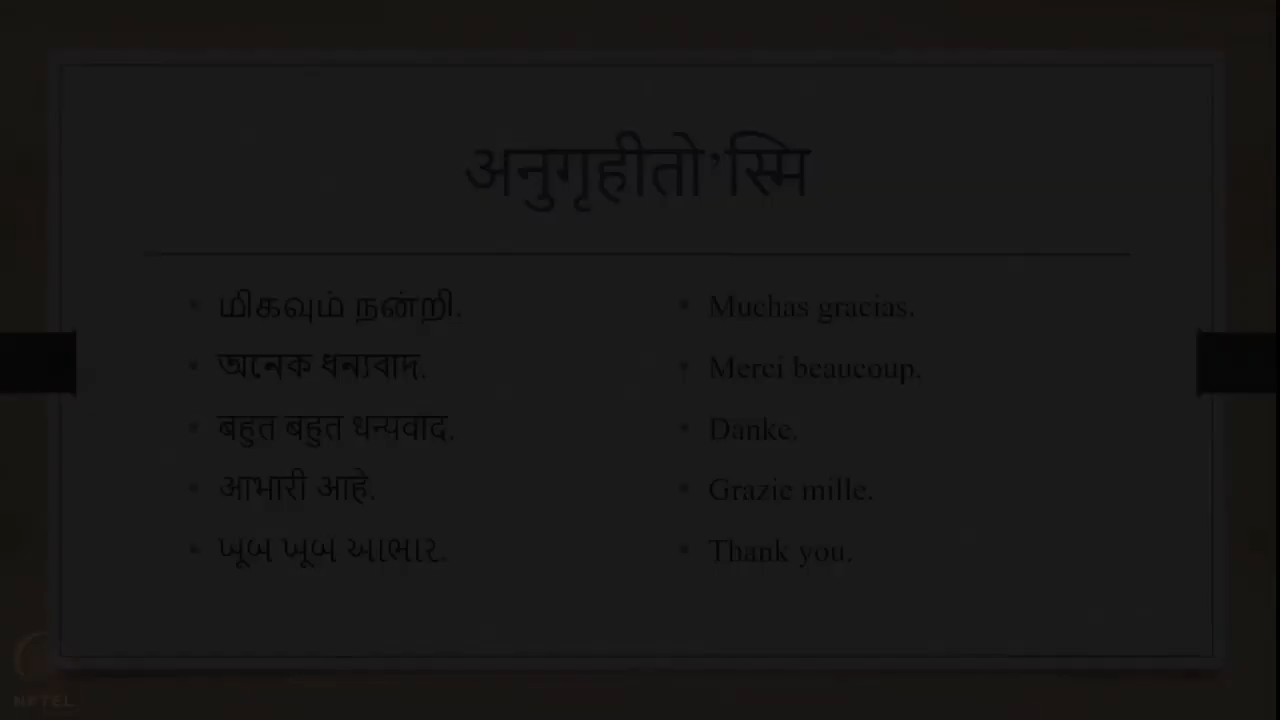 अनुगृहीतो’स्मि
மிகவும் நன்றி.
অনেক ধন্যবাদ.
बहुत बहुत धन्यवाद.
आभारी आहे.
ખૂબ ખૂબ આભાર.
Muchas gracias.
Merci beaucoup.
Danke.
Grazie mille.
Thank you.
NPTEL